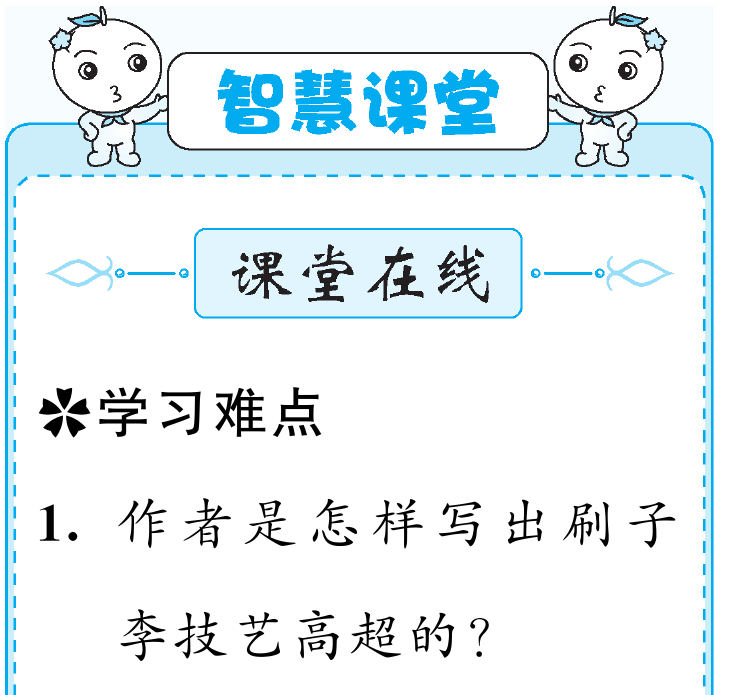 智慧课堂
课堂在线
学习难点
1. 作者是怎样写出刷子
李技艺高超的?